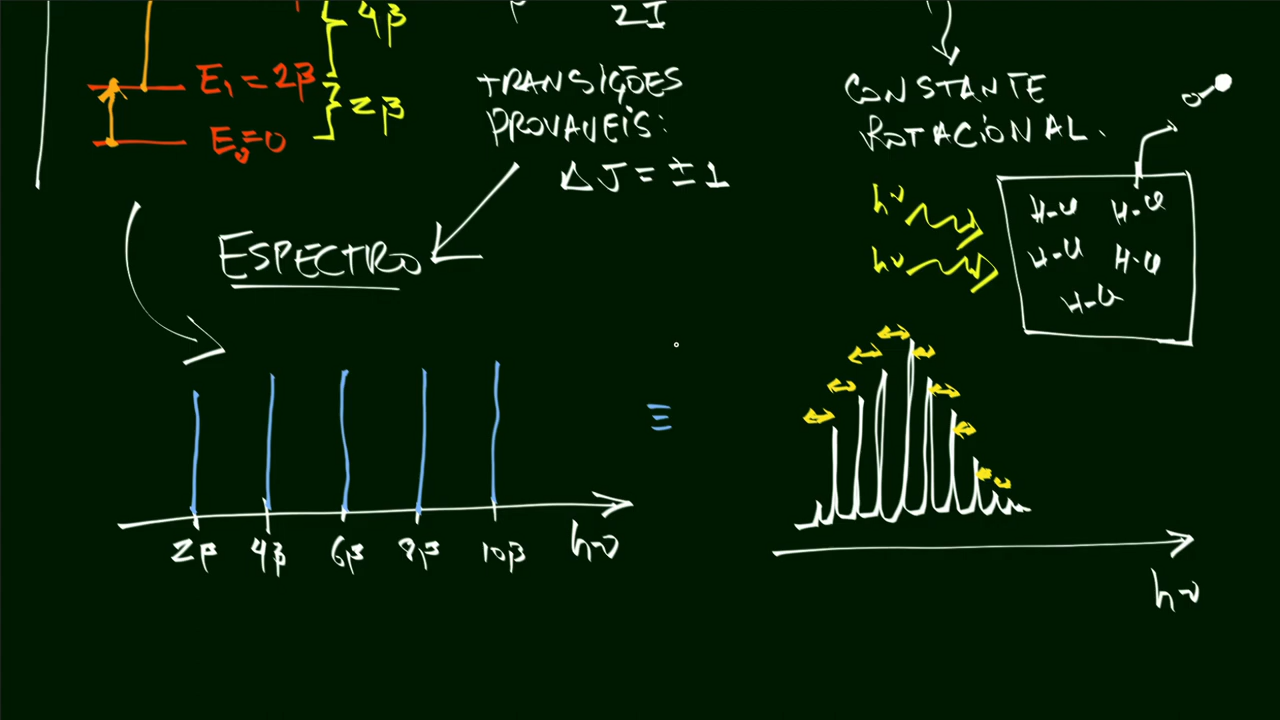 4β
2I
E₁ = 2β
2β
E₀=0
TRANSIÇÕES
PROVAVEIS:
ΔJ = ±1
CONSTANTE
ROTACIONAL.
hν
hν
H-Cl H-Cl
H-Cl H-Cl
H-Cl
ESPECTRO
≡
2β 4β 6β 8β 10β hν
hν